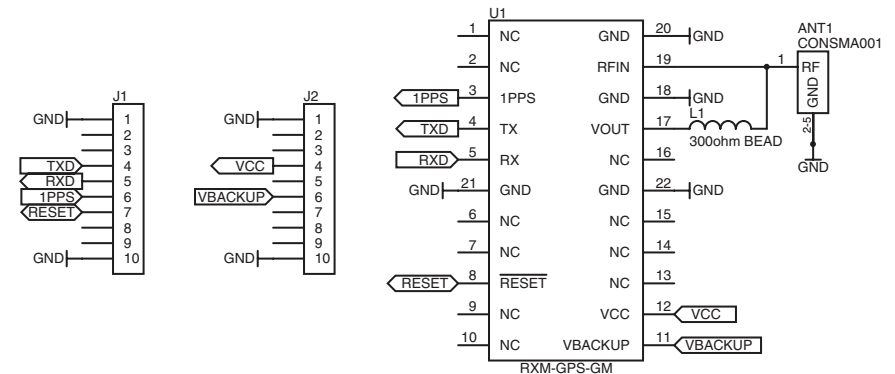 U1
ANT1
CONSMA001
1 NC GND 20 GND
2 NC RFIN 19 1 RF
GND
2-5
GND
1PPS 3 1PPS GND 18 GND
L1
TXD 4 TX VOUT 17
300ohm BEAD
RXD 5 RX NC 16
GND 21 GND GND 22 GND
6 NC NC 15
7 NC NC 14
RESET 8 RESET NC 13
9 NC VCC 12 VCC
10 NC VBACKUP 11 VBACKUP
RXM-GPS-GM
J1
GND 1
2
3
TXD 4
RXD 5
1PPS 6
RESET 7
8
9
GND 10
J2
GND 1
2
3
VCC 4
5
VBACKUP 6
7
8
9
GND 10